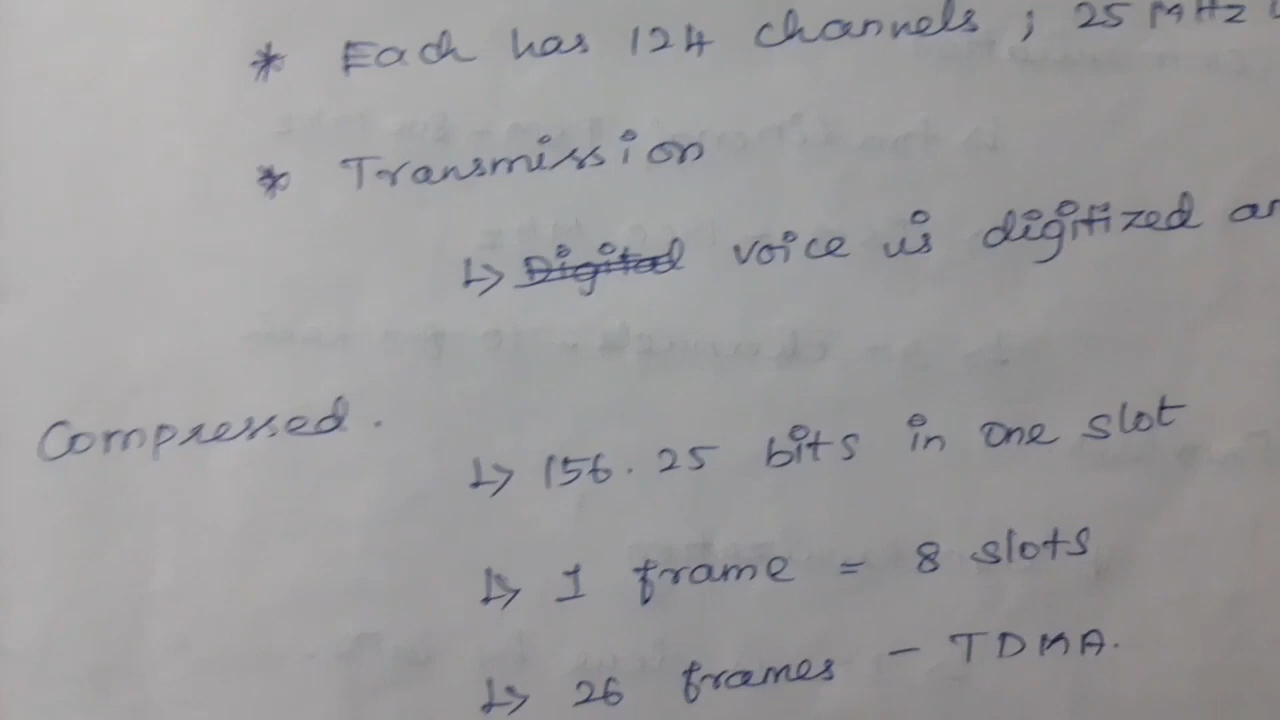 * Each has 124 channels ; 25 MHz
* Transmission
↳ voice is digitized
Compressed.
↳ 156.25 bits in one slot
↳ 1 frame = 8 slots
↳ 26 frames - TDMA.